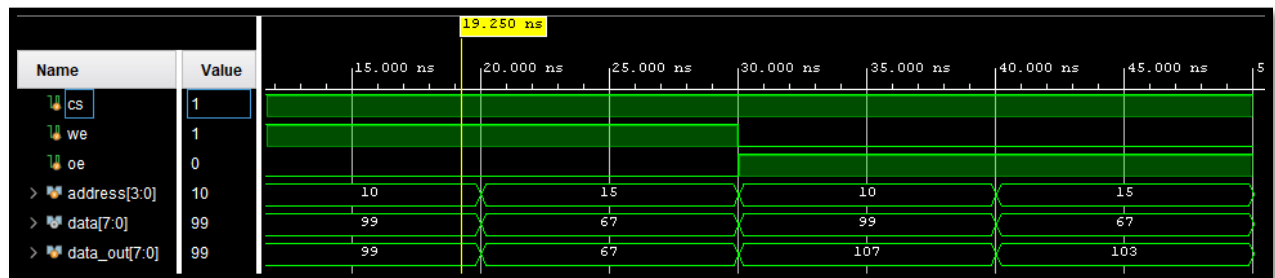 19.250 ns
Name Value 15.000 ns 20.000 ns 25.000 ns 30.000 ns 35.000 ns 40.000 ns 45.000 ns 5
cs 1
we 1
oe 0
> address[3:0] 10 10 15 10 15
> data[7:0] 99 99 67 99 67
> data_out[7:0] 99 99 67 107 103